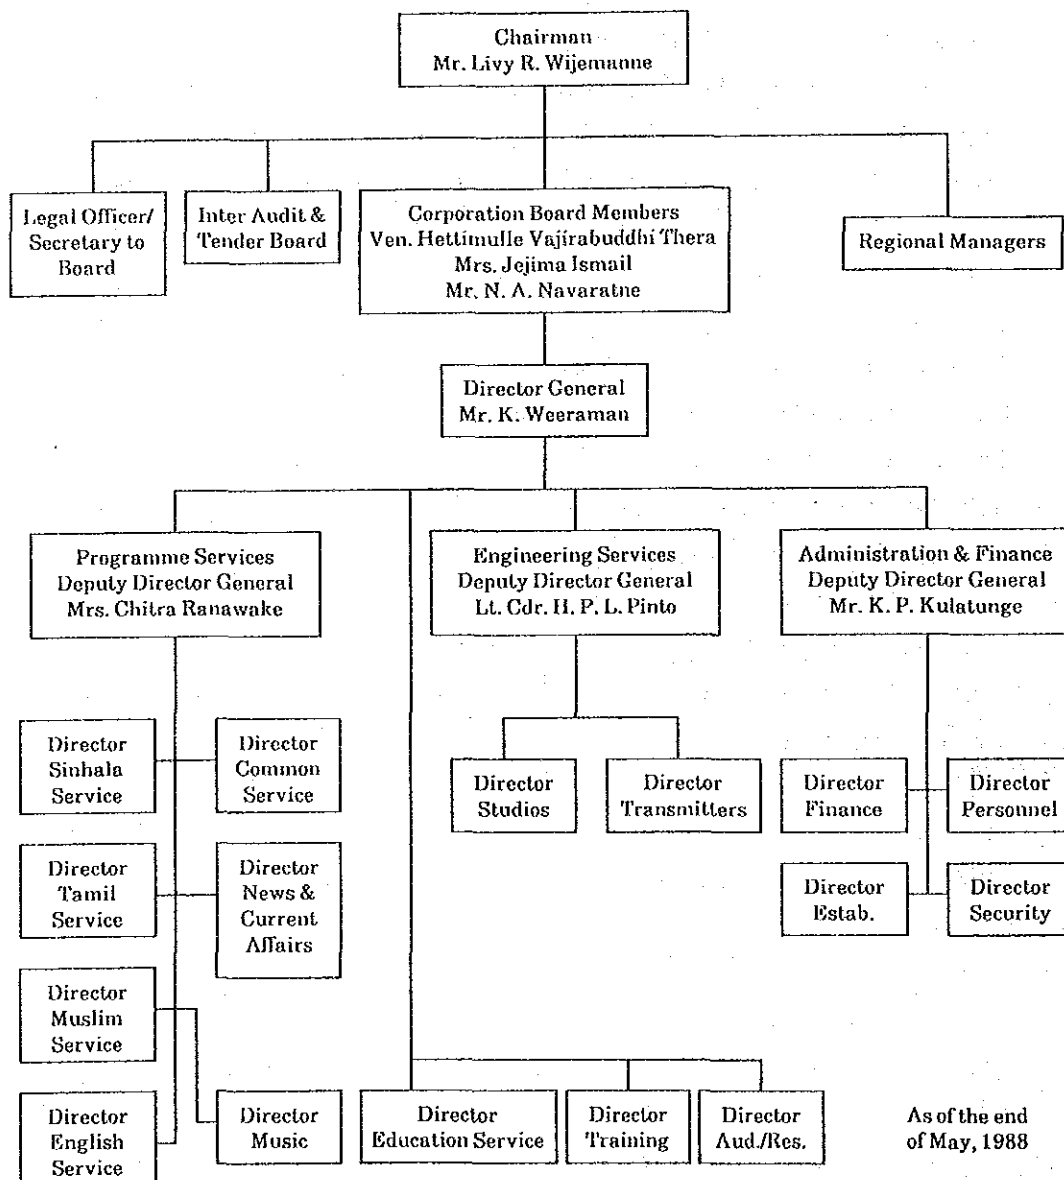 Chairman
Mr. Livy R. Wijemanne
Legal Officer/
Secretary to
Board
Inter Audit &
Tender Board
Corporation Board Members
Ven. Hettimulle Vajirabuddhi Thera
Mrs. Jejima Ismail
Mr. N. A. Navaratne
Regional Managers
Director General
Mr. K. Weeraman
Programme Services
Deputy Director General
Mrs. Chitra Ranawake
Engineering Services
Deputy Director General
Lt. Cdr. H. P. L. Pinto
Administration & Finance
Deputy Director General
Mr. K. P. Kulatunge
Director
Sinhala
Service
Director
Common
Service
Director
Studios
Director
Transmitters
Director
Finance
Director
Personnel
Director
Tamil
Service
Director
News &
Current
Affairs
Director
Estab.
Director
Security
Director
Muslim
Service
Director
English
Service
Director
Music
Director
Education Service
Director
Training
Director
Aud./Res.
As of the end
of May, 1988